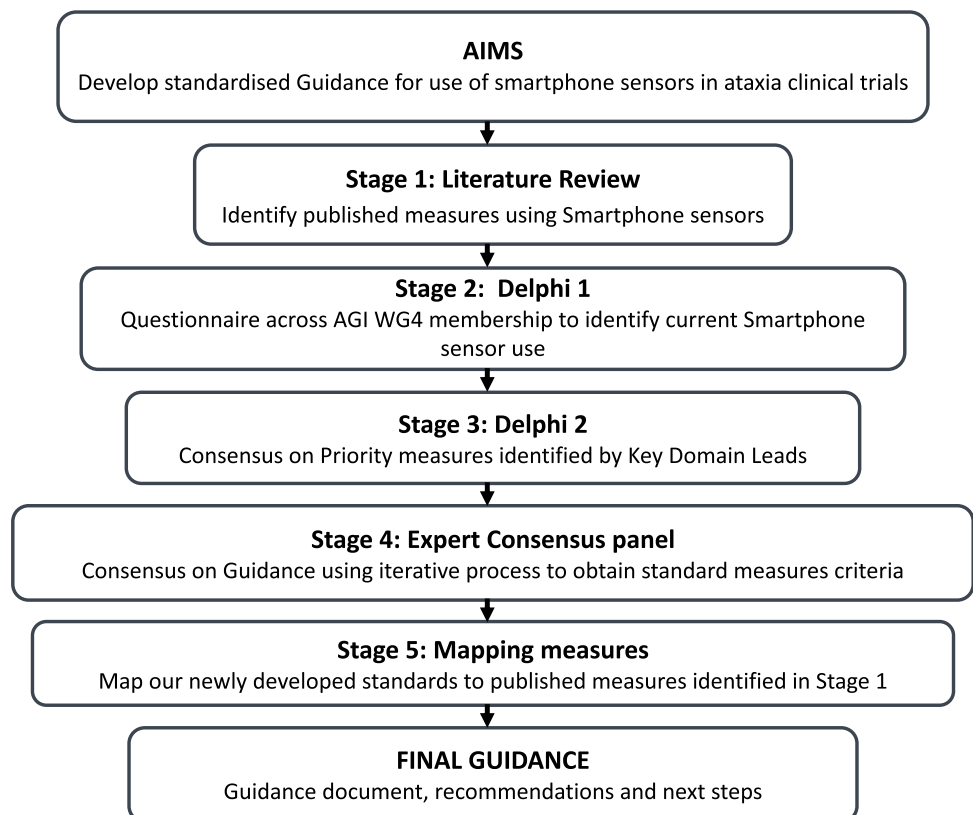 AIMS
Develop standardised Guidance for use of smartphone sensors in ataxia clinical trials
Stage 1: Literature Review
Identify published measures using Smartphone sensors
Stage 2:  Delphi 1
Questionnaire across AGI WG4 membership to identify current Smartphone
sensor use
Stage 3: Delphi 2
Consensus on Priority measures identified by Key Domain Leads
Stage 4: Expert Consensus panel
Consensus on Guidance using iterative process to obtain standard measures criteria
Stage 5: Mapping measures
Map our newly developed standards to published measures identified in Stage 1
FINAL GUIDANCE
Guidance document, recommendations and next steps